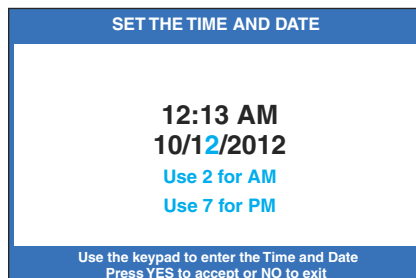 SET THE TIME AND DATE
12:13 AM
10/12/2012
Use 2 for AM
Use 7 for PM
Use the keypad to enter the Time and Date
Press YES to accept or NO to exit